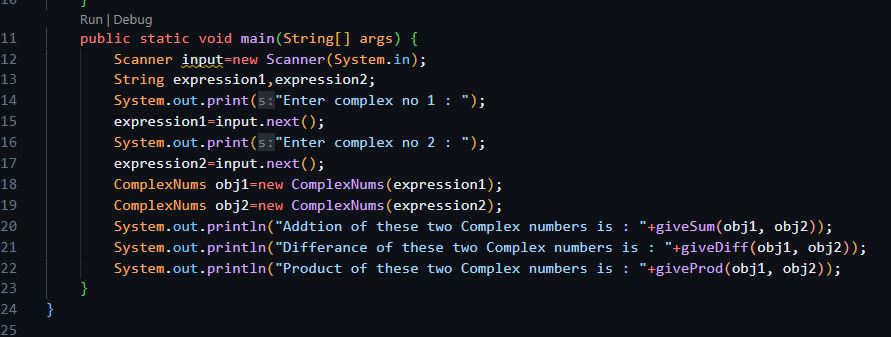 10 }
Run | Debug
11 public static void main(String[] args) {
12 Scanner input=new Scanner(System.in);
13 String expression1,expression2;
14 System.out.print(s:"Enter complex no 1 : ");
15 expression1=input.next();
16 System.out.print(s:"Enter complex no 2 : ");
17 expression2=input.next();
18 ComplexNums obj1=new ComplexNums(expression1);
19 ComplexNums obj2=new ComplexNums(expression2);
20 System.out.println("Addtion of these two Complex numbers is : "+giveSum(obj1, obj2));
21 System.out.println("Differance of these two Complex numbers is : "+giveDiff(obj1, obj2));
22 System.out.println("Product of these two Complex numbers is : "+giveProd(obj1, obj2));
23 }
24 }
25